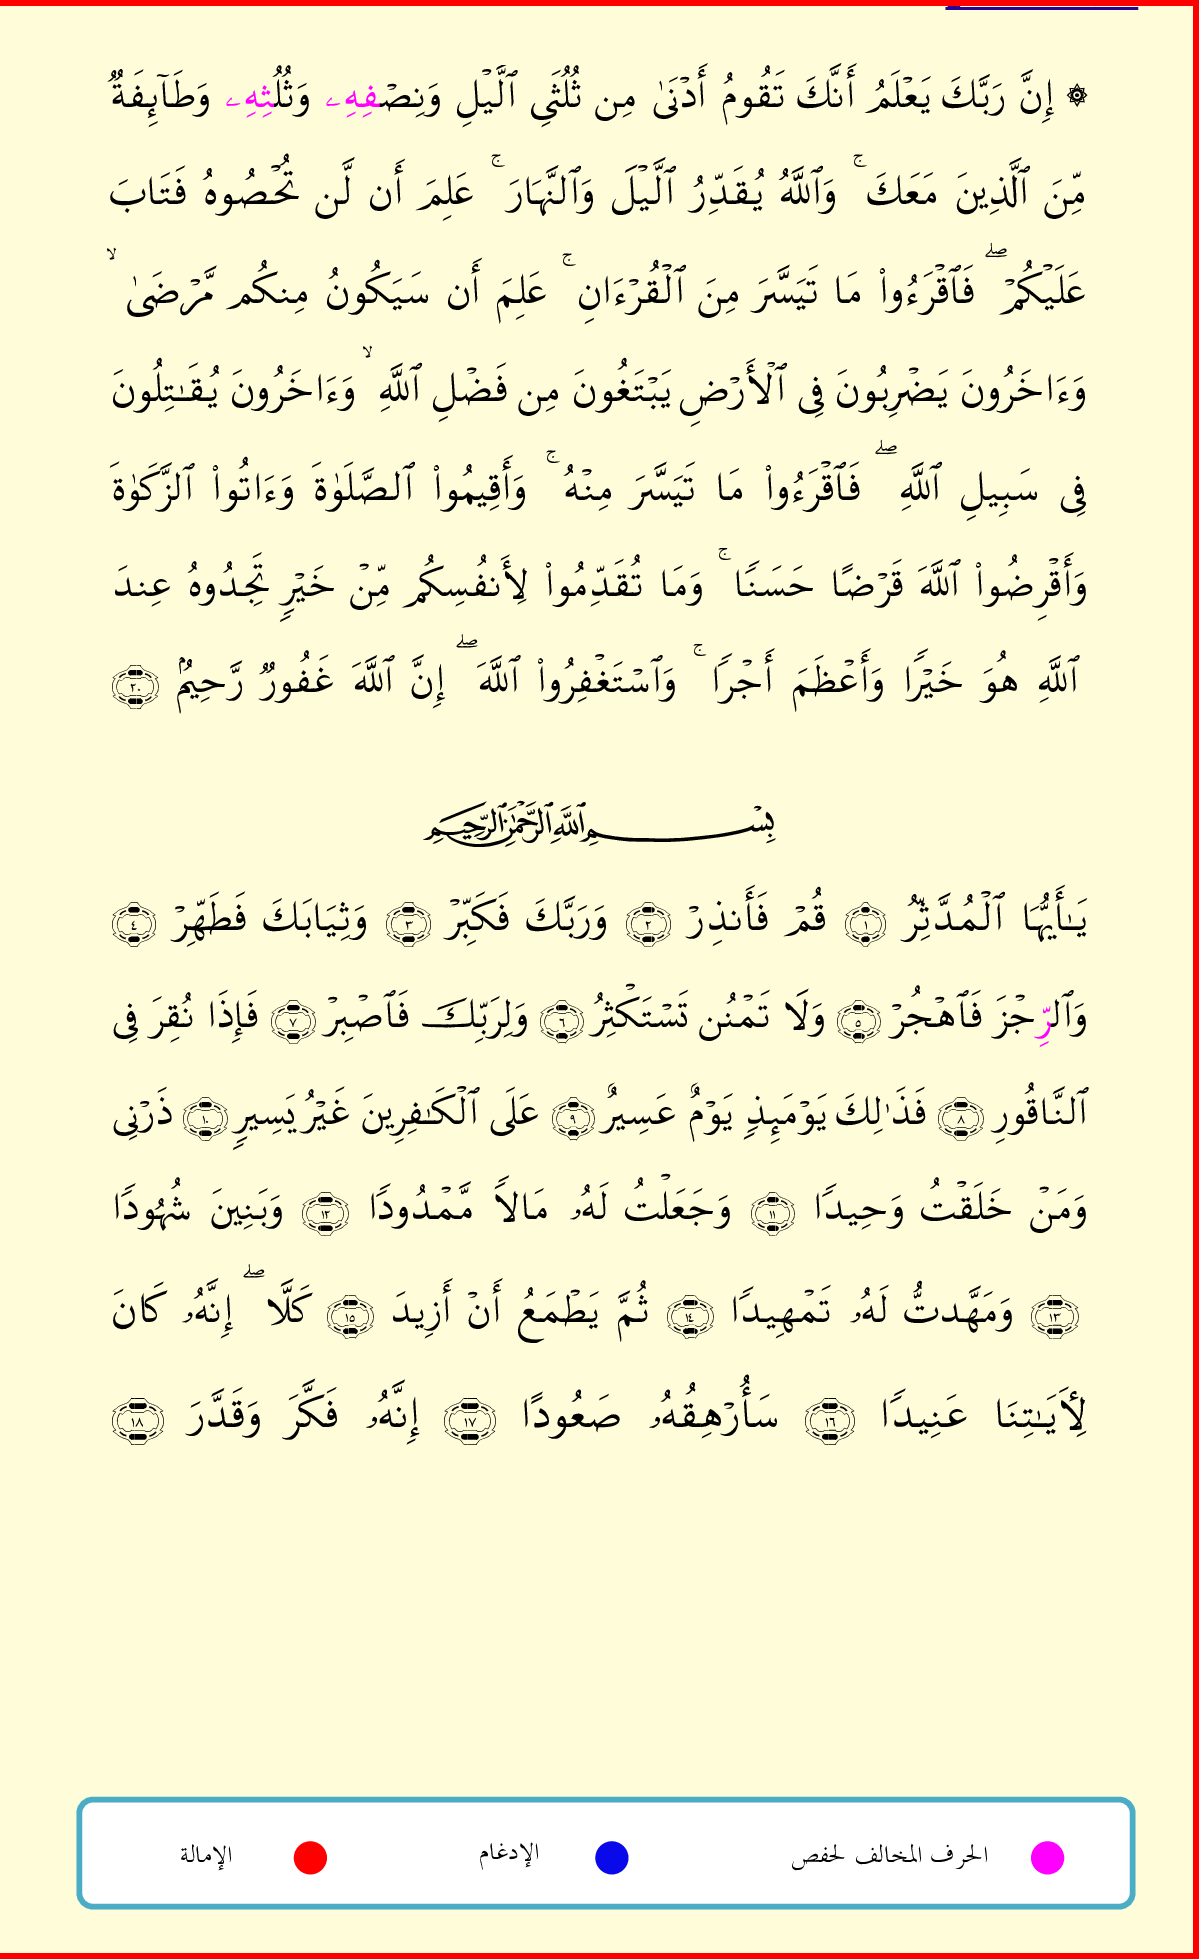 ۞ إِنَّ رَبَّكَ يَعۡلَمُ أَنَّكَ تَقُومُ أَدۡنَىٰ مِن ثُلُثَيِ ٱلَّيۡلِ وَنِصۡفِهِۦ وَثُلُثِهِۦ وَطَآئِفَةٞ
مِّنَ ٱلَّذِينَ مَعَكَۚ وَٱللَّهُ يُقَدِّرُ ٱلَّيۡلَ وَٱلنَّهَارَۚ عَلِمَ أَن لَّن تُحۡصُوهُ فَتَابَ
عَلَيۡكُمۡۖ فَٱقۡرَءُواْ مَا تَيَسَّرَ مِنَ ٱلۡقُرۡءَانِۚ عَلِمَ أَن سَيَكُونُ مِنكُم مَّرۡضَىٰۙ
وَءَاخَرُونَ يَضۡرِبُونَ فِي ٱلۡأَرۡضِ يَبۡتَغُونَ مِن فَضۡلِ ٱللَّهِۙ وَءَاخَرُونَ يُقَٰتِلُونَ
فِي سَبِيلِ ٱللَّهِۖ فَٱقۡرَءُواْ مَا تَيَسَّرَ مِنۡهُۚ وَأَقِيمُواْ ٱلصَّلَوٰةَ وَءَاتُواْ ٱلزَّكَوٰةَ
وَأَقۡرِضُواْ ٱللَّهَ قَرۡضًا حَسَنٗاۚ وَمَا تُقَدِّمُواْ لِأَنفُسِكُم مِّنۡ خَيۡرٖ تَجِدُوهُ عِندَ
ٱللَّهِ هُوَ خَيۡرٗا وَأَعۡظَمَ أَجۡرٗاۚ وَٱسۡتَغۡفِرُواْ ٱللَّهَۖ إِنَّ ٱللَّهَ غَفُورٞ رَّحِيمُۢ ٢٠
بِسۡمِ ٱللَّهِ ٱلرَّحۡمَٰنِ ٱلرَّحِيمِ
يَٰٓأَيُّهَا ٱلۡمُدَّثِّرُ ١ قُمۡ فَأَنذِرۡ ٢ وَرَبَّكَ فَكَبِّرۡ ٣ وَثِيَابَكَ فَطَهِّرۡ ٤
وَٱلرِّجۡزَ فَٱهۡجُرۡ ٥ وَلَا تَمۡنُن تَسۡتَكۡثِرُ ٦ وَلِرَبِّكَ فَٱصۡبِرۡ ٧ فَإِذَا نُقِرَ فِي
ٱلنَّاقُورِ ٨ فَذَٰلِكَ يَوۡمَئِذٖ يَوۡمٌ عَسِيرٌ ٩ عَلَى ٱلۡكَٰفِرِينَ غَيۡرُ يَسِيرٖ ١٠ ذَرۡنِي
وَمَنۡ خَلَقۡتُ وَحِيدٗا ١١ وَجَعَلۡتُ لَهُۥ مَالٗا مَّمۡدُودٗا ١٢ وَبَنِينَ شُهُودٗا
١٣ وَمَهَّدتُّ لَهُۥ تَمۡهِيدٗا ١٤ ثُمَّ يَطۡمَعُ أَنۡ أَزِيدَ ١٥ كَلَّآۖ إِنَّهُۥ كَانَ
لِأٓيَٰتِنَا عَنِيدٗا ١٦ سَأُرۡهِقُهُۥ صَعُودًا ١٧ إِنَّهُۥ فَكَّرَ وَقَدَّرَ ١٨
الحرف المخالف لحفص الإدغام الإمالة